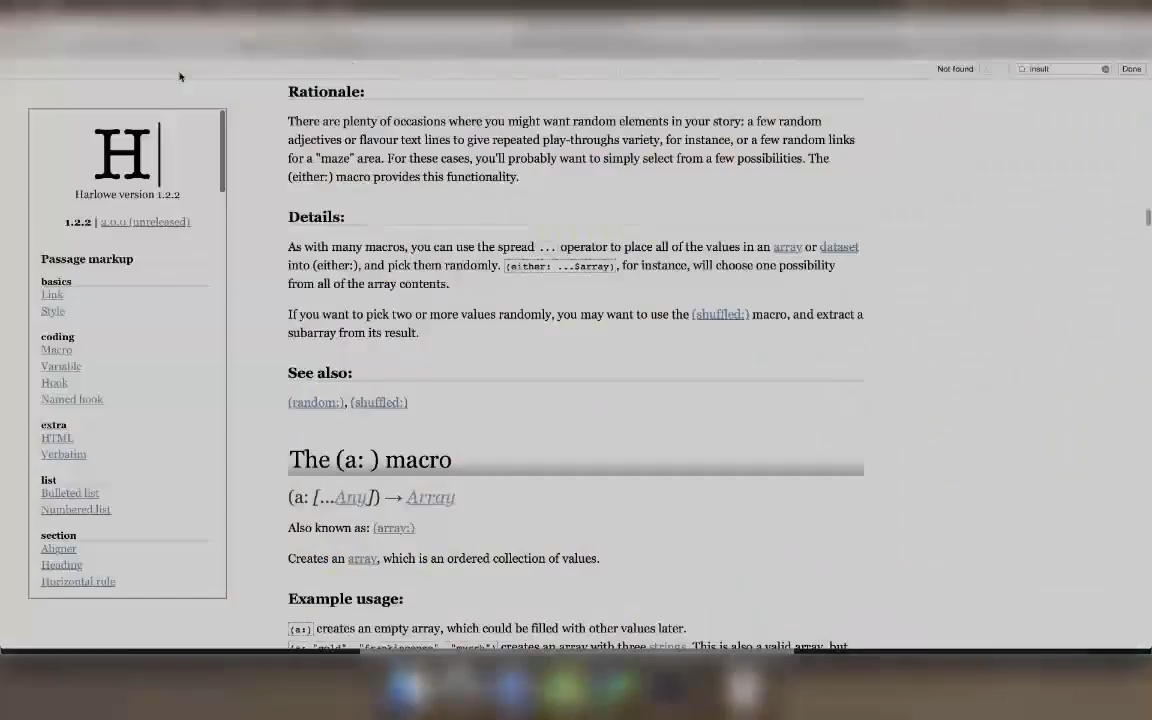 Not found
insult
Done
H
Harlowe version 1.2.2
1.2.2 | 2.0.0 (unreleased)
Passage markup
basics
Link
Style
coding
Macro
Variable
Hook
Named hook
extra
HTML
Verbatim
list
Bulleted list
Numbered list
section
Aligner
Heading
Horizontal rule
Rationale:
There are plenty of occasions where you might want random elements in your story: a few random
adjectives or flavour text lines to give repeated play-throughs variety, for instance, or a few random links
for a "maze" area. For these cases, you'll probably want to simply select from a few possibilities. The
(either:) macro provides this functionality.
Details:
As with many macros, you can use the spread ... operator to place all of the values in an array or dataset
into (either:), and pick them randomly. (either: ...$array), for instance, will choose one possibility
from all of the array contents.
If you want to pick two or more values randomly, you may want to use the (shuffled:) macro, and extract a
subarray from its result.
See also:
(random:), (shuffled:)
The (a: ) macro
(a: [...Any]) → Array
Also known as: (array:)
Creates an array, which is an ordered collection of values.
Example usage:
(a:) creates an empty array, which could be filled with other values later.
(a: "gold", "frankincense", "myrrh") creates an array with three strings. This is also a valid array, but